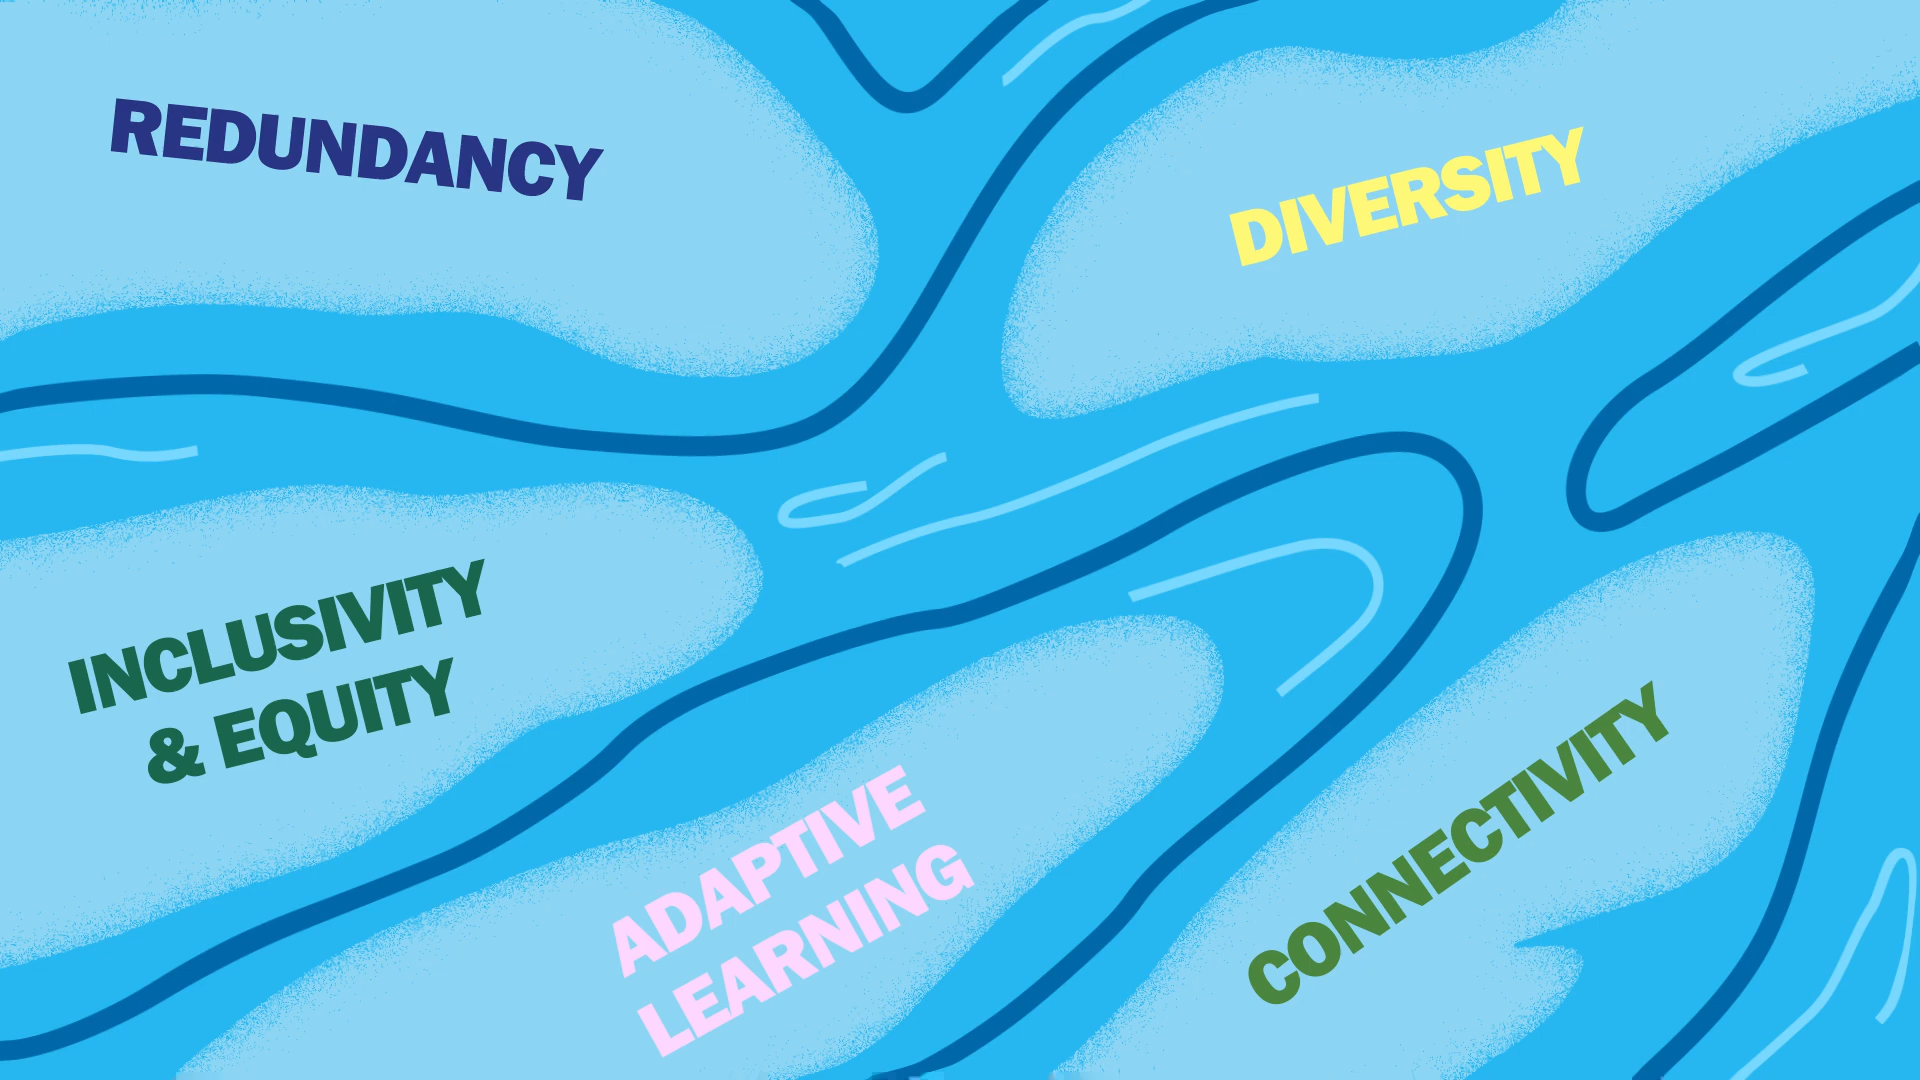 REDUNDANCY
DIVERSITY
INCLUSIVITY
& EQUITY
ADAPTIVE
LEARNING
CONNECTIVITY